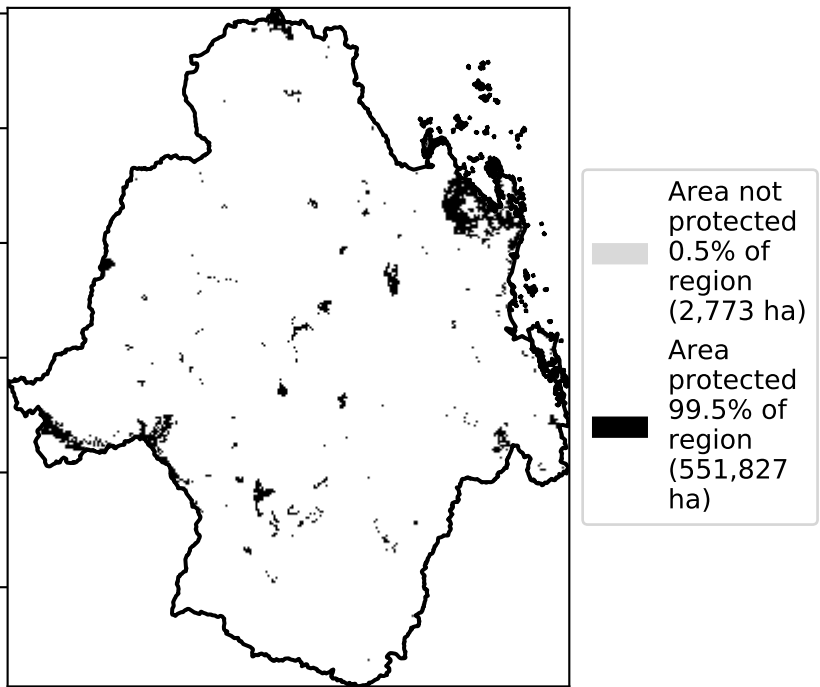 Area not
protected
0.5% of
region
(2,773 ha)
Area
protected
99.5% of
region
(551,827
ha)